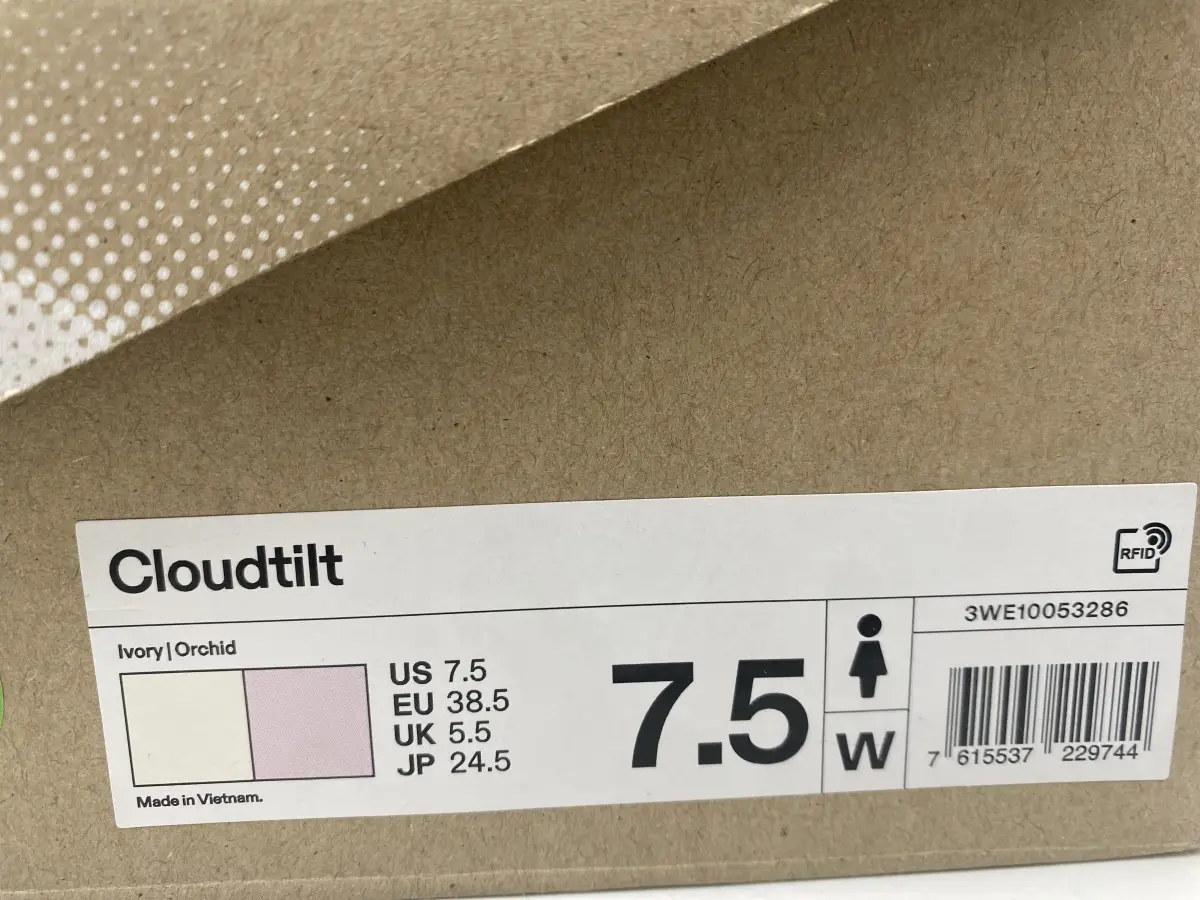 Cloudtilt
RFID
Ivory | Orchid
US 7.5
EU 38.5
UK 5.5
JP 24.5
Made in Vietnam.
7.5
W
3WE10053286
7 615537 229744